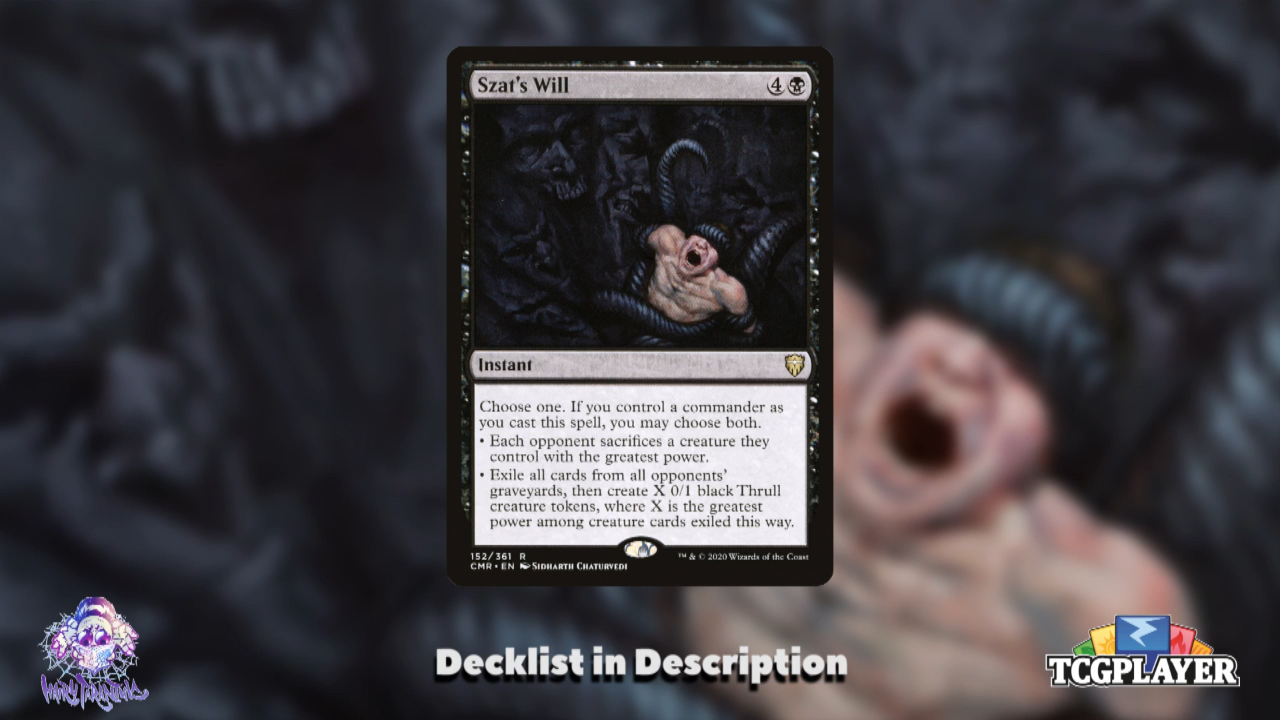 Szat's Will 4
Instant
Choose one. If you control a commander as
you cast this spell, you may choose both.
• Each opponent sacrifices a creature they
control with the greatest power.
• Exile all cards from all opponents'
graveyards, then create X 0/1 black Thrull
creature tokens, where X is the greatest
power among creature cards exiled this way.
152/361 R
CMR • EN Sidharth Chaturvedi
™ & © 2020 Wizards of the Coast
Decklist in Description
TCGPLAYER